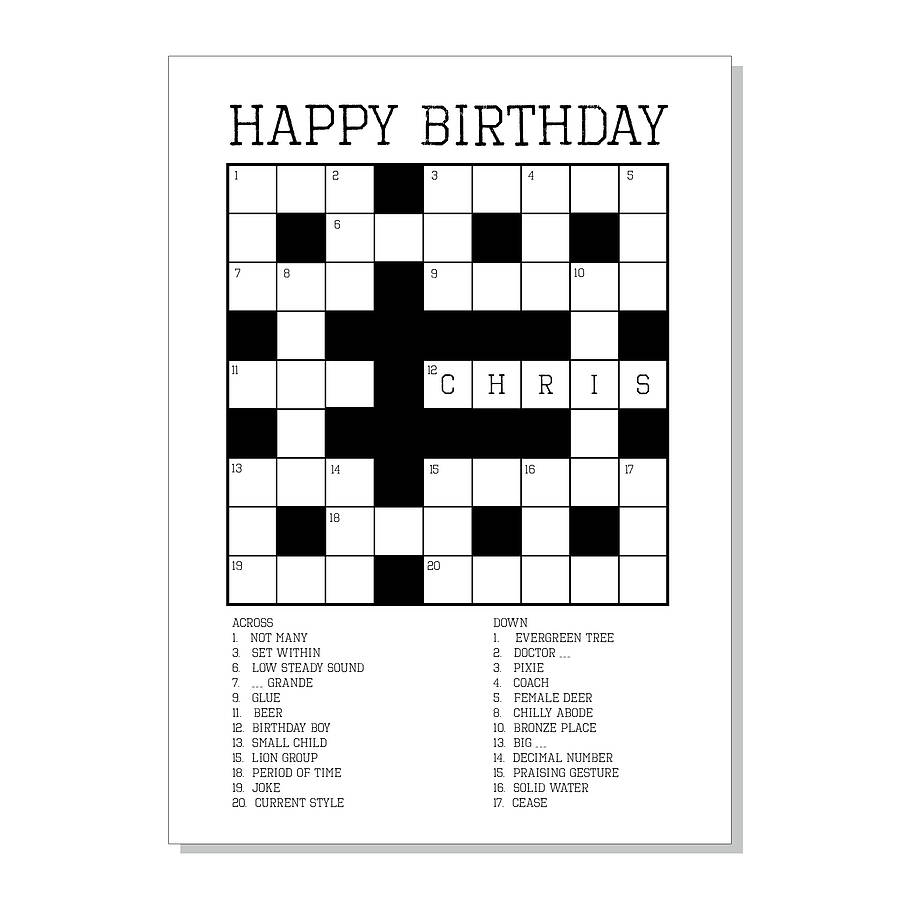 HAPPY BIRTHDAY
1 2 3 4 5
6
7 8 9 10
11 12 C H R I S
13 14 15 16 17
18
19 20
ACROSS
1. NOT MANY
3. SET WITHIN
6. LOW STEADY SOUND
7. __ GRANDE
9. GLUE
11. BEER
12. BIRTHDAY BOY
13. SMALL CHILD
15. LION GROUP
18. PERIOD OF TIME
19. JOKE
20. CURRENT STYLE
DOWN
1. EVERGREEN TREE
2. DOCTOR __
3. PIXIE
4. COACH
5. FEMALE DEER
8. CHILLY ABODE
10. BRONZE PLACE
13. BIG __
14. DECIMAL NUMBER
15. PRAISING GESTURE
16. SOLID WATER
17. CEASE